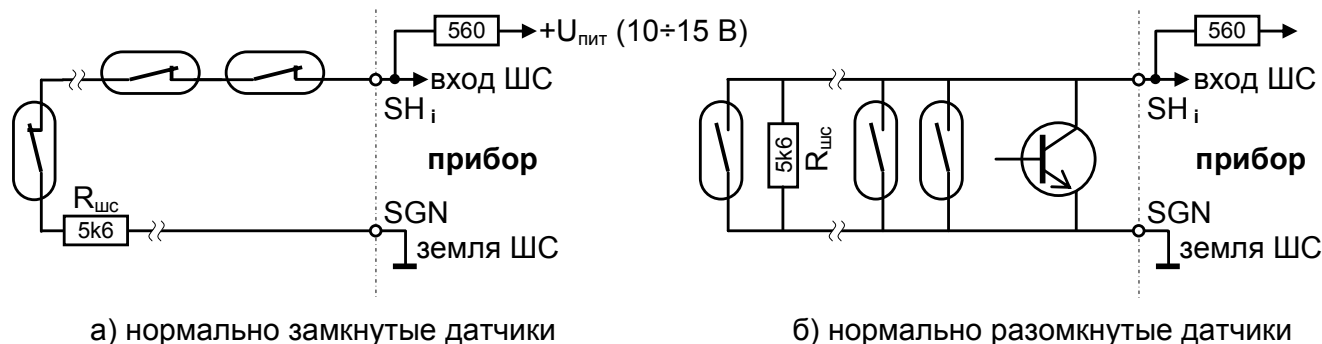 560
+Uпит (10÷15 В)
вход ШС
SH i
прибор
Rшс
5k6
SGN
земля ШС
а) нормально замкнутые датчики
560
вход ШС
SH i
5k6
Rшс
прибор
SGN
земля ШС
б) нормально разомкнутые датчики